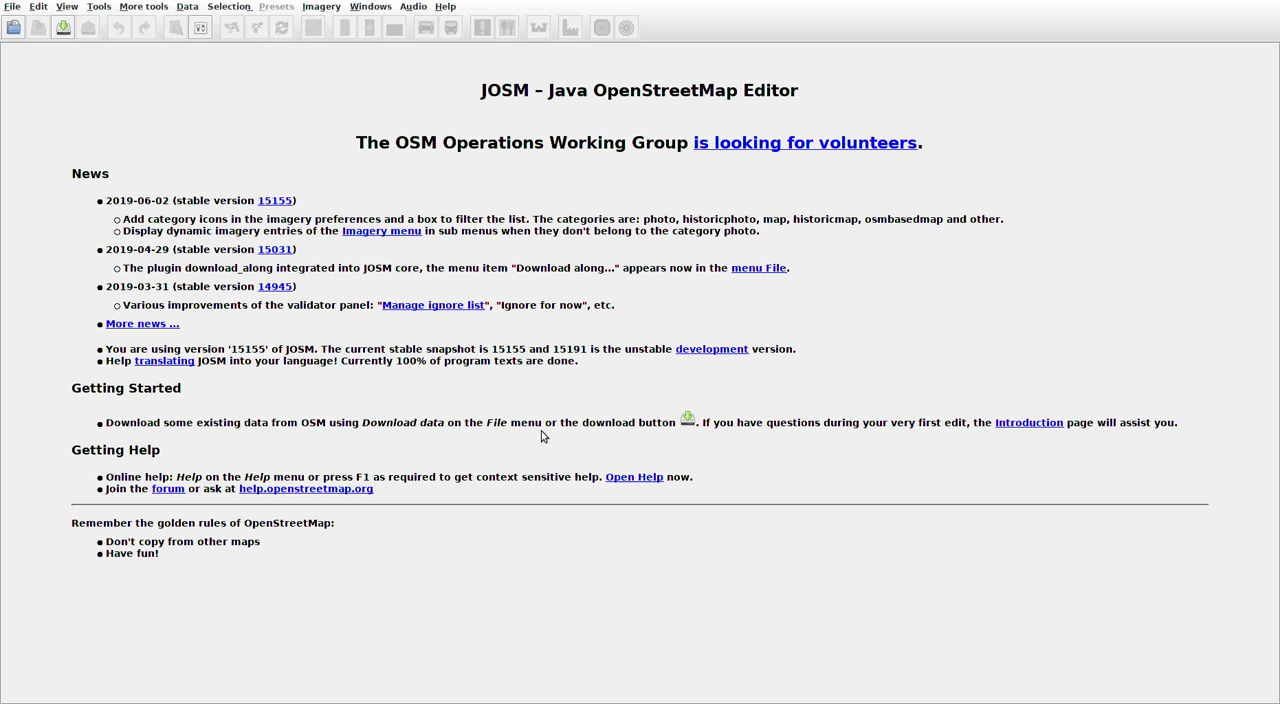 File Edit View Tools More tools Data Selection Presets Imagery Windows Audio Help
JOSM – Java OpenStreetMap Editor
The OSM Operations Working Group is looking for volunteers.
News
2019-06-02 (stable version 15155)
Add category icons in the imagery preferences and a box to filter the list. The categories are: photo, historicphoto, map, historicmap, osmbasedmap and other.
Display dynamic imagery entries of the Imagery menu in sub menus when they don't belong to the category photo.
2019-04-29 (stable version 15031)
The plugin download_along integrated into JOSM core, the menu item "Download along..." appears now in the menu File.
2019-03-31 (stable version 14945)
Various improvements of the validator panel: "Manage ignore list", "Ignore for now", etc.
More news ...
You are using version '15155' of JOSM. The current stable snapshot is 15155 and 15191 is the unstable development version.
Help translating JOSM into your language! Currently 100% of program texts are done.
Getting Started
Download some existing data from OSM using Download data on the File menu or the download button . If you have questions during your very first edit, the Introduction page will assist you.
Getting Help
Online help: Help on the Help menu or press F1 as required to get context sensitive help. Open Help now.
Join the forum or ask at help.openstreetmap.org
Remember the golden rules of OpenStreetMap:
Don't copy from other maps
Have fun!